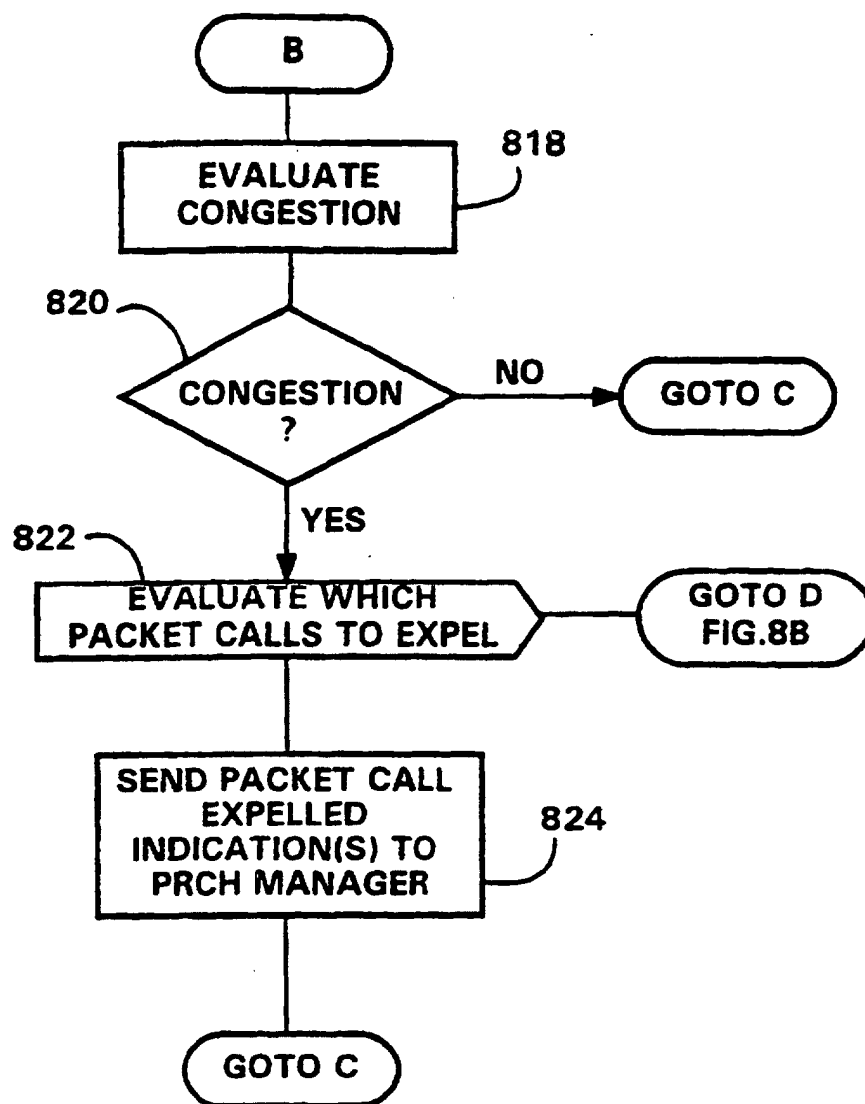 B
EVALUATE
CONGESTION
818
820
CONGESTION
?
NO
GOTO C
YES
822
EVALUATE WHICH
PACKET CALLS TO EXPEL
GOTO D
FIG.8B
SEND PACKET CALL
EXPELLED
INDICATION(S) TO
PRCH MANAGER
824
GOTO C